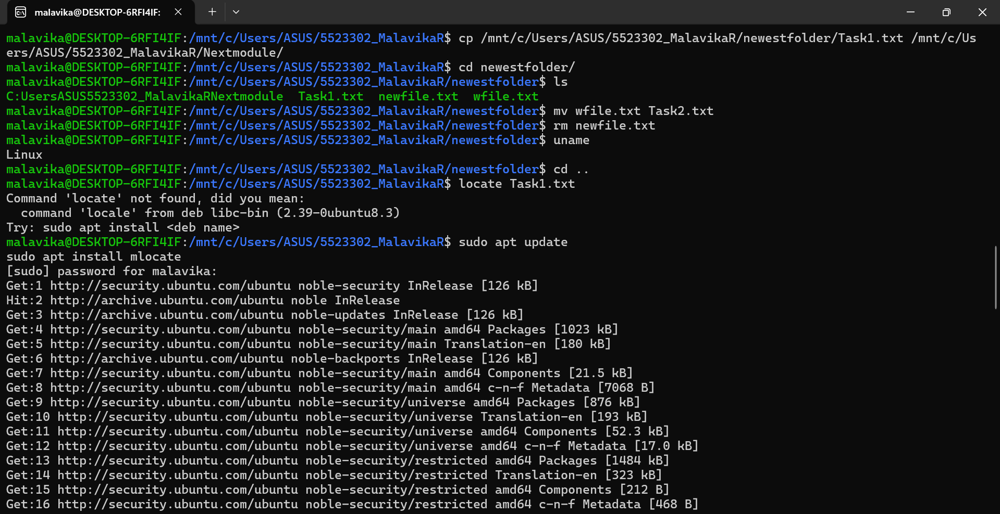 malavika@DESKTOP-6RFI4IF:
malavika@DESKTOP-6RFI4IF:/mnt/c/Users/ASUS/5523302_MalavikaR$ cp /mnt/c/Users/ASUS/5523302_MalavikaR/newestfolder/Task1.txt /mnt/c/Us
ers/ASUS/5523302_MalavikaR/Nextmodule/
malavika@DESKTOP-6RFI4IF:/mnt/c/Users/ASUS/5523302_MalavikaR$ cd newestfolder/
malavika@DESKTOP-6RFI4IF:/mnt/c/Users/ASUS/5523302_MalavikaR/newestfolder$ ls
C:UsersASUS5523302_MalavikaRNextmodule  Task1.txt  newfile.txt  wfile.txt
malavika@DESKTOP-6RFI4IF:/mnt/c/Users/ASUS/5523302_MalavikaR/newestfolder$ mv wfile.txt Task2.txt
malavika@DESKTOP-6RFI4IF:/mnt/c/Users/ASUS/5523302_MalavikaR/newestfolder$ rm newfile.txt
malavika@DESKTOP-6RFI4IF:/mnt/c/Users/ASUS/5523302_MalavikaR/newestfolder$ uname
Linux
malavika@DESKTOP-6RFI4IF:/mnt/c/Users/ASUS/5523302_MalavikaR/newestfolder$ cd ..
malavika@DESKTOP-6RFI4IF:/mnt/c/Users/ASUS/5523302_MalavikaR$ locate Task1.txt
Command 'locate' not found, did you mean:
  command 'locale' from deb libc-bin (2.39-0ubuntu8.3)
Try: sudo apt install <deb name>
malavika@DESKTOP-6RFI4IF:/mnt/c/Users/ASUS/5523302_MalavikaR$ sudo apt update
sudo apt install mlocate
[sudo] password for malavika:
Get:1 http://security.ubuntu.com/ubuntu noble-security InRelease [126 kB]
Hit:2 http://archive.ubuntu.com/ubuntu noble InRelease
Get:3 http://archive.ubuntu.com/ubuntu noble-updates InRelease [126 kB]
Get:4 http://security.ubuntu.com/ubuntu noble-security/main amd64 Packages [1023 kB]
Get:5 http://security.ubuntu.com/ubuntu noble-security/main Translation-en [180 kB]
Get:6 http://archive.ubuntu.com/ubuntu noble-backports InRelease [126 kB]
Get:7 http://security.ubuntu.com/ubuntu noble-security/main amd64 Components [21.5 kB]
Get:8 http://security.ubuntu.com/ubuntu noble-security/main amd64 c-n-f Metadata [7068 B]
Get:9 http://security.ubuntu.com/ubuntu noble-security/universe amd64 Packages [876 kB]
Get:10 http://security.ubuntu.com/ubuntu noble-security/universe Translation-en [193 kB]
Get:11 http://security.ubuntu.com/ubuntu noble-security/universe amd64 Components [52.3 kB]
Get:12 http://security.ubuntu.com/ubuntu noble-security/universe amd64 c-n-f Metadata [17.0 kB]
Get:13 http://security.ubuntu.com/ubuntu noble-security/restricted amd64 Packages [1484 kB]
Get:14 http://security.ubuntu.com/ubuntu noble-security/restricted Translation-en [323 kB]
Get:15 http://security.ubuntu.com/ubuntu noble-security/restricted amd64 Components [212 B]
Get:16 http://security.ubuntu.com/ubuntu noble-security/restricted amd64 c-n-f Metadata [468 B]